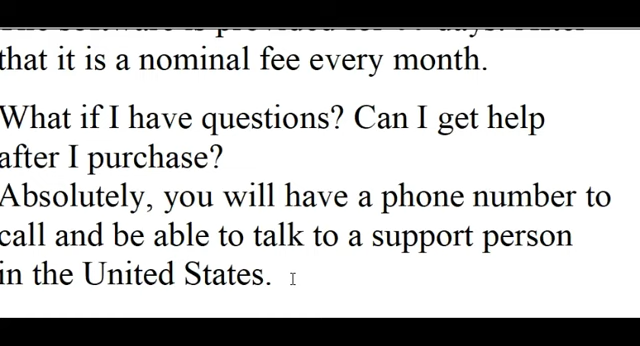 that it is a nominal fee every month.
What if I have questions? Can I get help
after I purchase?
Absolutely, you will have a phone number to
call and be able to talk to a support person
in the United States.